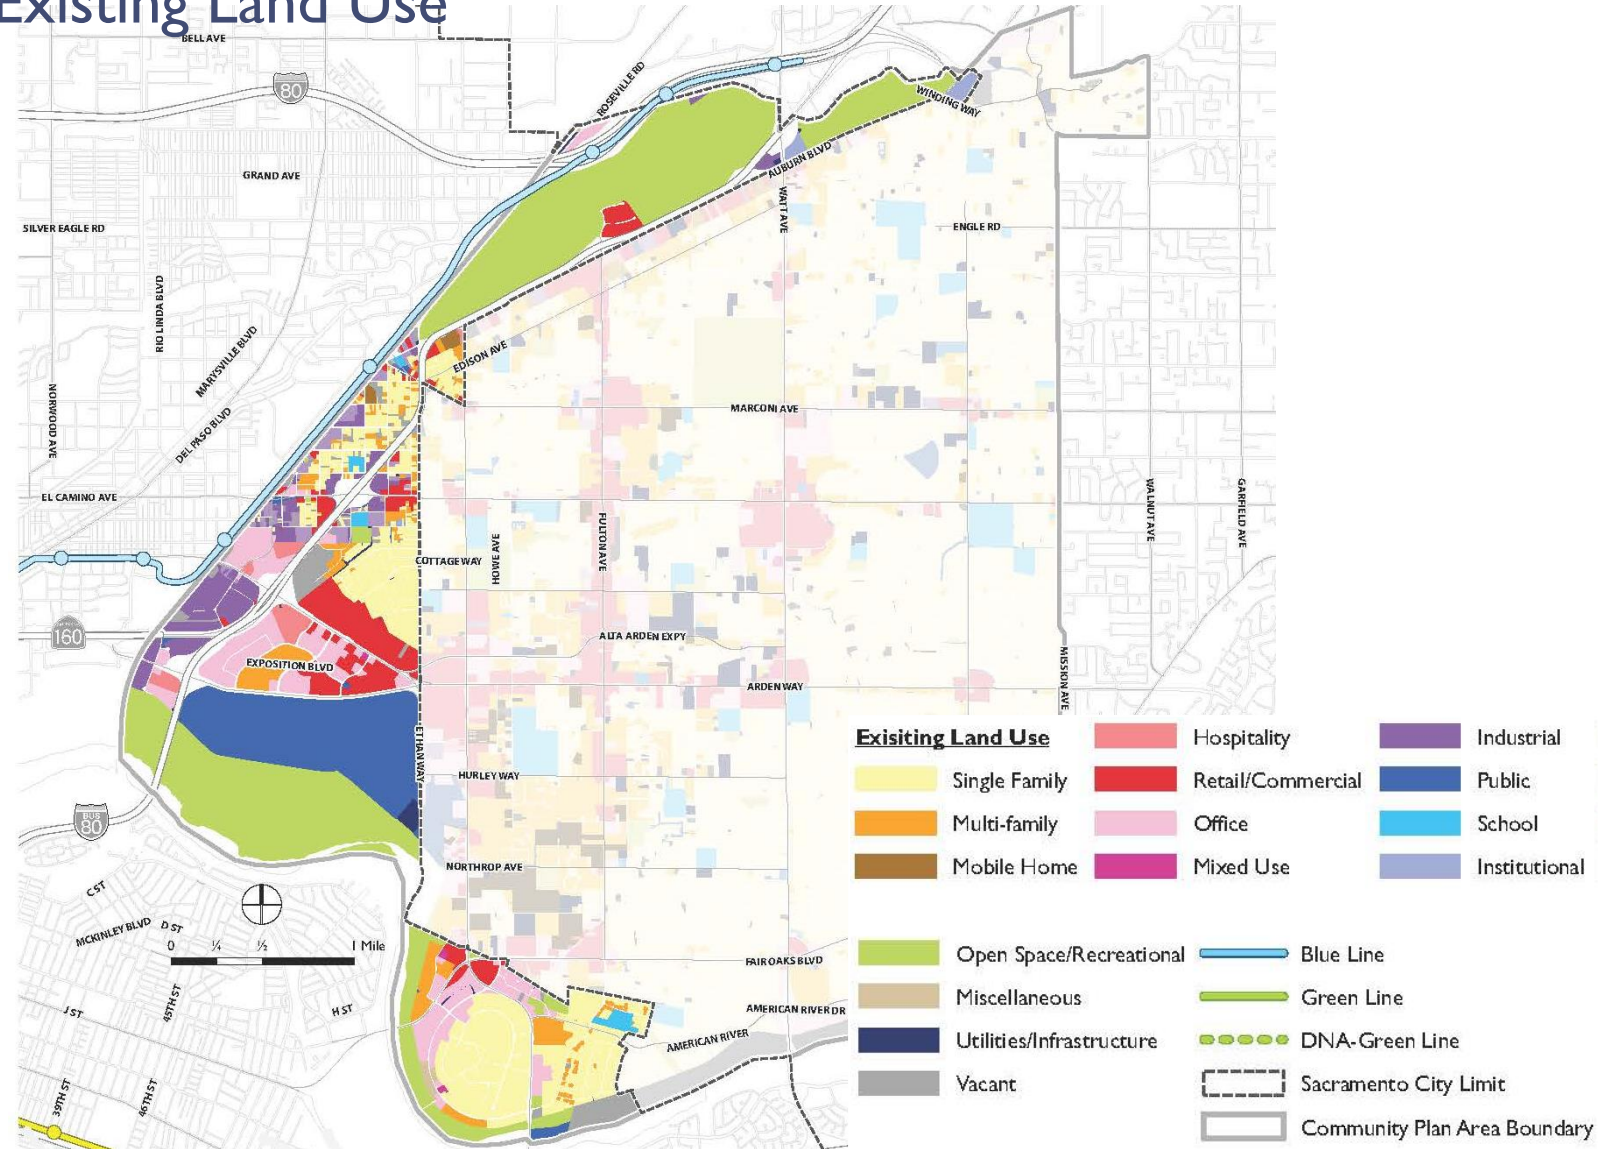 Existing Land Use
BELL AVE
80
ROSEVILLE RD
WINDING WAY
GRAND AVE
AUBURN BLVD
WATT AVE
SILVER EAGLE RD
ENGLE RD
RIO LINDA BLVD
MARYSVILLE BLVD
EDISON AVE
NORWOOD AVE
DEL PASO BLVD
MARCONI AVE
EL CAMINO AVE
WALNUT AVE
GARFIELD AVE
FULTON AVE
HOWE AVE
COTTAGE WAY
160
ALTA ARDEN EXPY
EXPOSITION BLVD
ARDEN WAY
MISSION AVE
ETHAN WAY
HURLEY WAY
BUS
80
NORTHROP AVE
C ST
MCKINLEY BLVD
D ST
0 ¼ ½ 1 Mile
FAIR OAKS BLVD
45TH ST
J ST
H ST
AMERICAN RIVER DR
AMERICAN RIVER
39TH ST
46TH ST
Exisiting Land Use
Single Family
Multi-family
Mobile Home
Hospitality
Retail/Commercial
Office
Mixed Use
Industrial
Public
School
Institutional
Open Space/Recreational
Miscellaneous
Utilities/Infrastructure
Vacant
Blue Line
Green Line
DNA-Green Line
Sacramento City Limit
Community Plan Area Boundary